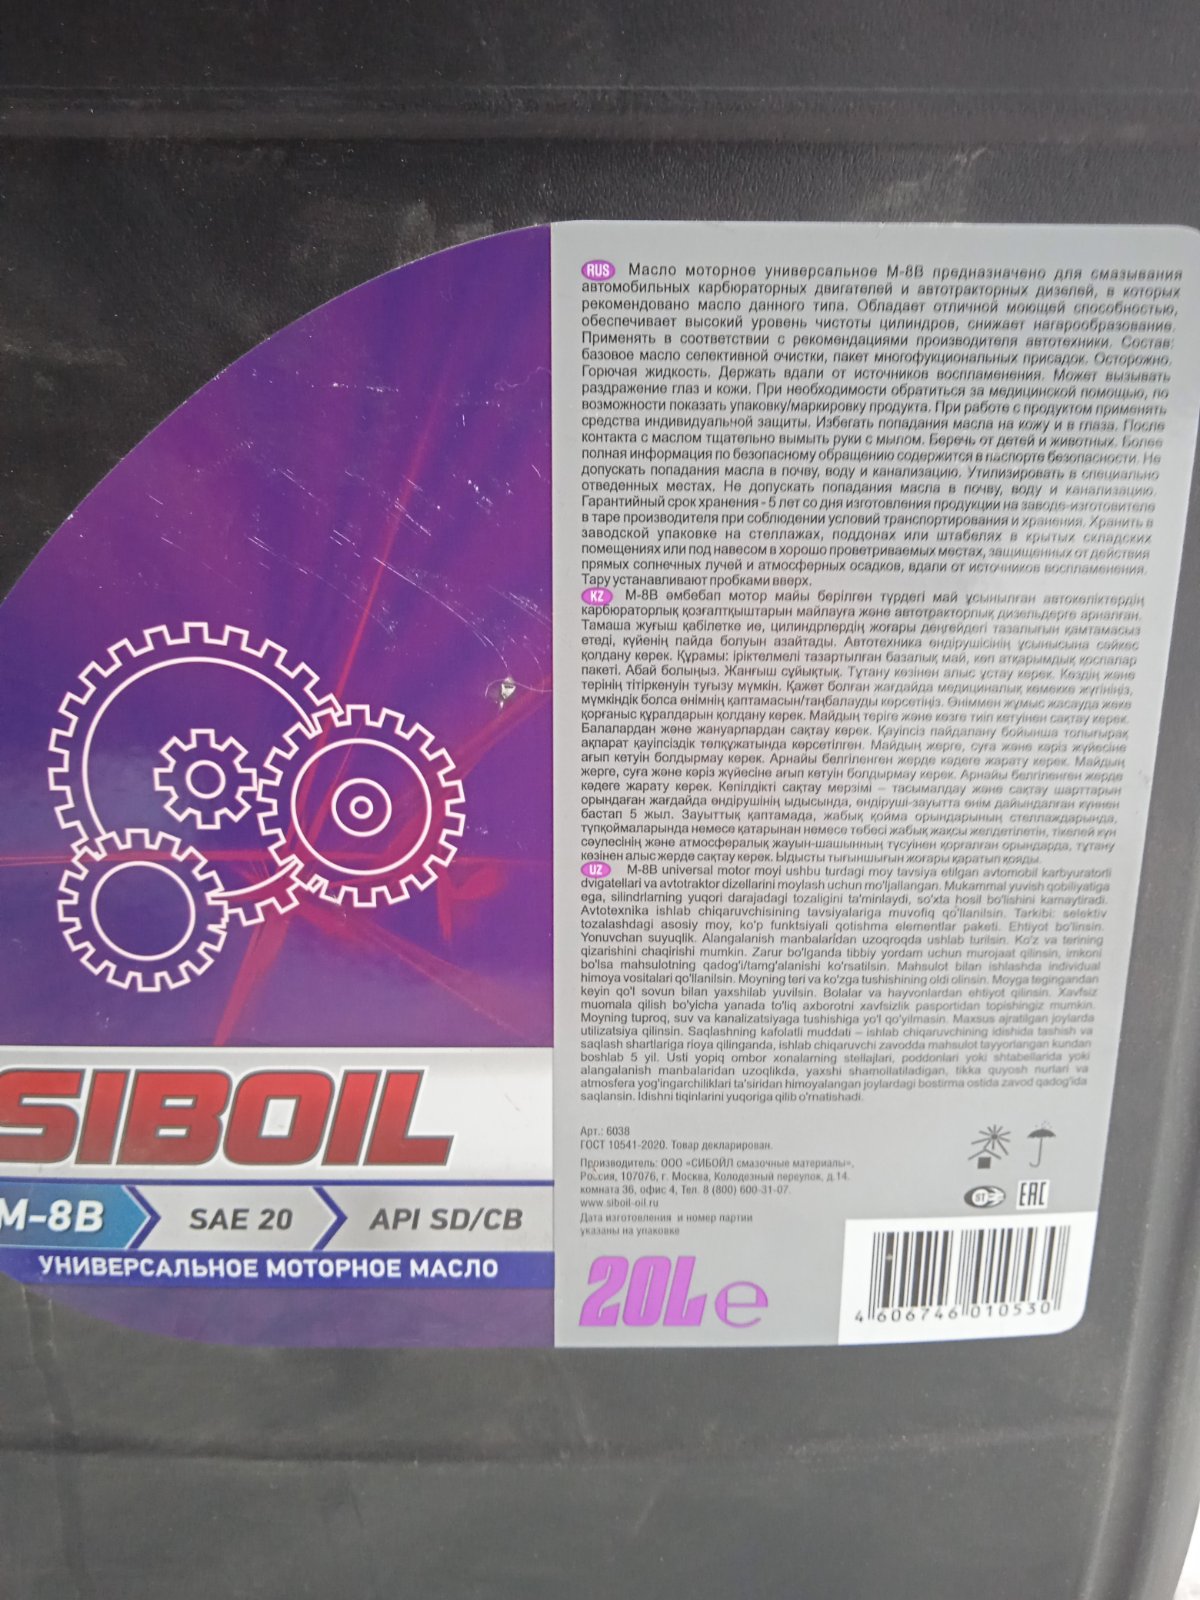 RUS Масло моторное универсальное М-8В предназначено для смазывания
автомобильных карбюраторных двигателей и автотракторных дизелей, в которых
рекомендовано масло данного типа. Обладает отличной моющей способностью,
обеспечивает высокий уровень чистоты цилиндров, снижает нагарообразование.
Применять в соответствии с рекомендациями производителя автотехники. Состав:
базовое масло селективной очистки, пакет многофукциональных присадок. Осторожно.
Горючая жидкость. Держать вдали от источников воспламенения. Может вызывать
раздражение глаз и кожи. При необходимости обратиться за медицинской помощью, по
возможности показать упаковку/маркировку продукта. При работе с продуктом применять
средства индивидуальной защиты. Избегать попадания масла на кожу и в глаза. После
контакта с маслом тщательно вымыть руки с мылом. Беречь от детей и животных. Более
полная информация по безопасному обращению содержится в паспорте безопасности. Не
допускать попадания масла в почву, воду и канализацию. Утилизировать в специально
отведенных местах. Не допускать попадания масла в почву, воду и канализацию.
Гарантийный срок хранения - 5 лет со дня изготовления продукции на заводе-изготовителе
в таре производителя при соблюдении условий транспортирования и хранения. Хранить в
заводской упаковке на стеллажах, поддонах или штабелях в крытых складских
помещениях или под навесом в хорошо проветриваемых местах, защищенных от действия
прямых солнечных лучей и атмосферных осадков, вдали от источников воспламенения.
Тару устанавливают пробками вверх.
KZ М-8В әмбебап мотор майы берілген түрдегі май ұсынылған автокөліктердің
карбюраторлық қозғалтқыштарын майлауға және автотракторлық дизельдерге арналған.
Тамаша жуғыш қабілетке ие, цилиндрлердің жоғары деңгейдегі тазалығын қамтамасыз
етеді, күйенің пайда болуын азайтады. Автотехника өндірушісінің ұсынысына сәйкес
қолдану керек. Құрамы: іріктелмелі тазартылған базалық май, көп атқарымдық қоспалар
пакеті. Абай болыңыз. Жанғыш сұйықтық. Тұтану көзінен алыс ұстау керек. Көздің және
терінің тітіркенуін туғызу мүмкін. Қажет болған жағдайда медициналық көмекке жүгініңіз,
мүмкіндік болса өнімнің қаптамасын/таңбалауды көрсетіңіз. Өніммен жұмыс жасауда жеке
қорғаныс құралдарын қолдану керек. Майдың теріге және көзге тиіп кетуінен сақтау керек.
Балалардан және жануарлардан сақтау керек. Қауіпсіз пайдалану бойынша толығырақ
ақпарат қауіпсіздік төлқұжатында көрсетілген. Майдың жерге, суға және кәріз жүйесіне
ағып кетуін болдырмау керек. Арнайы белгіленген жерде кәдеге жарату керек. Майдың
жерге, суға және кәріз жүйесіне ағып кетуін болдырмау керек. Арнайы белгіленген жерде
кәдеге жарату керек. Кепілдікті сақтау мерзімі – тасымалдау және сақтау шарттарын
орындаған жағдайда өндірушінің ыдысында, өндіруші-зауытта өнім дайындалған күннен
бастап 5 жыл. Зауыттық қаптамада, жабық қойма орындарының стеллаждарында,
түпқоймаларында немесе қатарынан немесе төбесі жабық жақсы желдетілетін, тікелей күн
сәулесінің және атмосфералық жауын-шашынның түсуінен қорғалған орындарда, тұтану
көзінен алыс жерде сақтау керек. Ыдысты тығыншығын жоғары қаратып қояды.
UZ M-8B universal motor moyi ushbu turdagi moy tavsiya etilgan avtomobil karbyuratorli
dvigatellari va avtotraktor dizellarini moylash uchun mo'ljallangan. Mukammal yuvish qobiliyatiga
ega, silindrlarning yuqori darajadagi tozaligini ta'minlaydi, so'xta hosil bo'lishini kamaytiradi.
Avtotexnika ishlab chiqaruvchisining tavsiyalariga muvofiq qo'llanilsin. Tarkibi: selektiv
tozalashdagi asosiy moy, ko'p funktsiyali qotishma elementlar paketi. Ehtiyot bo'linsin.
Yonuvchan suyuqlik. Alangalanish manbalaridan uzoqroqda ushlab turilsin. Ko'z va terining
qizarishini chaqirishi mumkin. Zarur bo'lganda tibbiy yordam uchun murojaat qilinsin, imkoni
bo'lsa mahsulotning qadog'i/tamg'alanishi ko'rsatilsin. Mahsulot bilan ishlashda individual
himoya vositalari qo'llanilsin. Moyning teri va ko'zga tushishining oldi olinsin. Moyga tegingandan
keyin qo'l sovun bilan yaxshilab yuvilsin. Bolalar va hayvonlardan ehtiyot qilinsin. Xavfsiz
muomala qilish bo'yicha yanada to'liq axborotni xavfsizlik pasportidan topishingiz mumkin.
Moyning tuproq, suv va kanalizatsiyaga tushishiga yo'l qo'yilmasin. Maxsus ajratilgan joylarda
utilizatsiya qilinsin. Saqlashning kafolatli muddati – ishlab chiqaruvchining idishida tashish va
saqlash shartlariga rioya qilinganda, ishlab chiqaruvchi zavodda mahsulot tayyorlangan kundan
boshlab 5 yil. Usti yopiq ombor xonalarning stellajlari, poddonlari yoki shtabellarida yoki
alangalanish manbalaridan uzoqlikda, yaxshi shamollatiladigan, tikka quyosh nurlari va
atmosfera yog'ingarchiliklari ta'siridan himoyalangan joylardagi bostirma ostida zavod qadog'ida
saqlansin. Idishni tiqinlarini yuqoriga qilib o'rnatishadi.
SIBOIL
М-8В SAE 20 API SD/CB
УНИВЕРСАЛЬНОЕ МОТОРНОЕ МАСЛО
Арт.: 6038
ГОСТ 10541-2020. Товар декларирован.
Производитель: ООО «СИБОЙЛ смазочные материалы»,
Россия, 107076, г. Москва, Колодезный переулок, д.14.
комната 36, офис 4, Тел. 8 (800) 600-31-07.
www.siboil-oil.ru
Дата изготовления и номер партии
указаны на упаковке
EAC
20L e
4 606746 010530